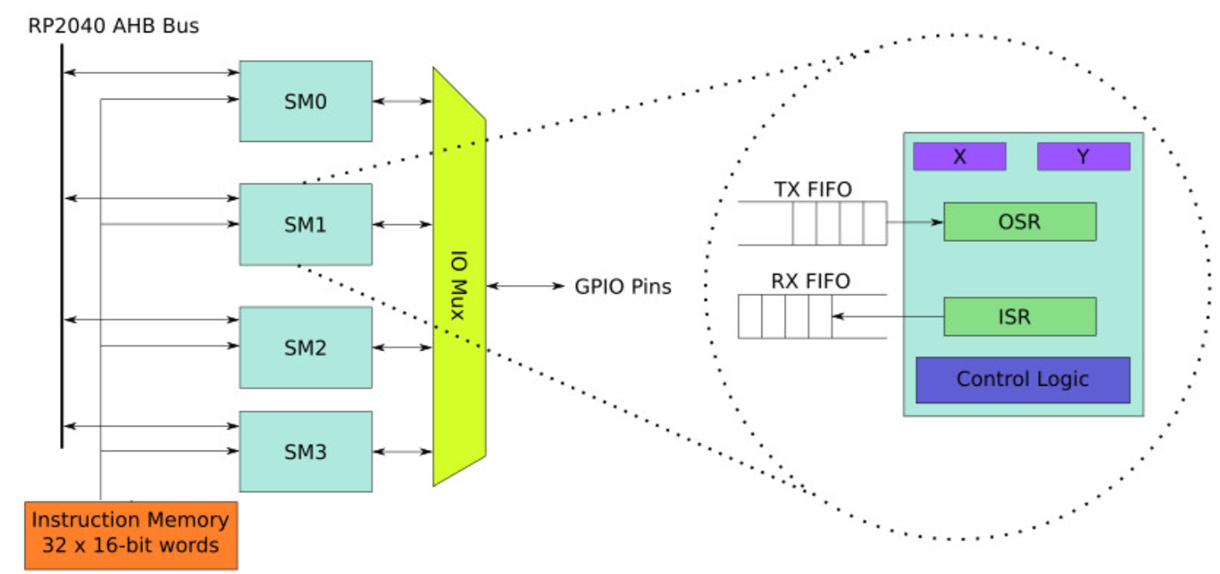 RP2040 AHB Bus
SM0
SM1
SM2
SM3
Instruction Memory
32 x 16-bit words
IO Mux
GPIO Pins
TX FIFO
RX FIFO
X
Y
OSR
ISR
Control Logic